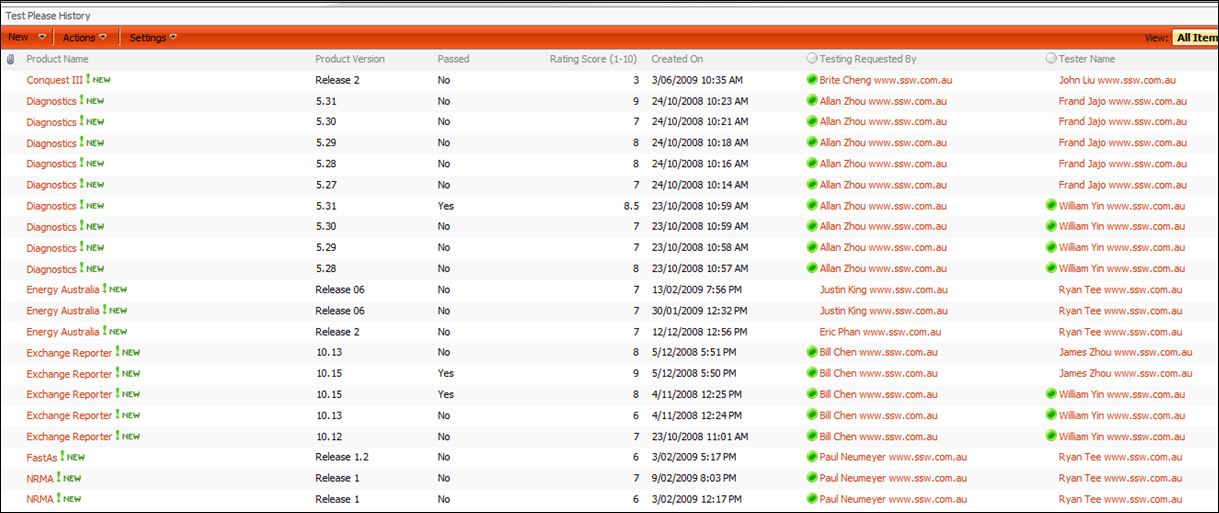 Test Please History
New Actions Settings View: All Item
Product Name Product Version Passed Rating Score (1-10) Created On Testing Requested By Tester Name
Conquest III ! NEW Release 2 No 3 3/06/2009 10:35 AM Brite Cheng www.ssw.com.au John Liu www.ssw.com.au
Diagnostics ! NEW 5.31 No 9 24/10/2008 10:23 AM Allan Zhou www.ssw.com.au Frand Jajo www.ssw.com.au
Diagnostics ! NEW 5.30 No 7 24/10/2008 10:21 AM Allan Zhou www.ssw.com.au Frand Jajo www.ssw.com.au
Diagnostics ! NEW 5.29 No 8 24/10/2008 10:18 AM Allan Zhou www.ssw.com.au Frand Jajo www.ssw.com.au
Diagnostics ! NEW 5.28 No 8 24/10/2008 10:16 AM Allan Zhou www.ssw.com.au Frand Jajo www.ssw.com.au
Diagnostics ! NEW 5.27 No 7 24/10/2008 10:14 AM Allan Zhou www.ssw.com.au Frand Jajo www.ssw.com.au
Diagnostics ! NEW 5.31 Yes 8.5 23/10/2008 10:59 AM Allan Zhou www.ssw.com.au William Yin www.ssw.com.au
Diagnostics ! NEW 5.30 No 7 23/10/2008 10:59 AM Allan Zhou www.ssw.com.au William Yin www.ssw.com.au
Diagnostics ! NEW 5.29 No 7 23/10/2008 10:58 AM Allan Zhou www.ssw.com.au William Yin www.ssw.com.au
Diagnostics ! NEW 5.28 No 8 23/10/2008 10:57 AM Allan Zhou www.ssw.com.au William Yin www.ssw.com.au
Energy Australia ! NEW Release 06 No 7 13/02/2009 7:56 PM Justin King www.ssw.com.au Ryan Tee www.ssw.com.au
Energy Australia ! NEW Release 06 No 7 30/01/2009 12:32 PM Justin King www.ssw.com.au Ryan Tee www.ssw.com.au
Energy Australia ! NEW Release 2 No 7 12/12/2008 12:56 PM Eric Phan www.ssw.com.au Ryan Tee www.ssw.com.au
Exchange Reporter ! NEW 10.13 No 8 5/12/2008 5:51 PM Bill Chen www.ssw.com.au James Zhou www.ssw.com.au
Exchange Reporter ! NEW 10.15 Yes 9 5/12/2008 5:50 PM Bill Chen www.ssw.com.au James Zhou www.ssw.com.au
Exchange Reporter ! NEW 10.15 Yes 8 4/11/2008 12:25 PM Bill Chen www.ssw.com.au William Yin www.ssw.com.au
Exchange Reporter ! NEW 10.13 No 6 4/11/2008 12:24 PM Bill Chen www.ssw.com.au William Yin www.ssw.com.au
Exchange Reporter ! NEW 10.12 No 7 23/10/2008 11:01 AM Bill Chen www.ssw.com.au William Yin www.ssw.com.au
FastAs ! NEW Release 1.2 No 6 3/02/2009 5:17 PM Paul Neumeyer www.ssw.com.au Ryan Tee www.ssw.com.au
NRMA ! NEW Release 1 No 7 9/02/2009 8:03 PM Paul Neumeyer www.ssw.com.au Ryan Tee www.ssw.com.au
NRMA ! NEW Release 1 No 6 3/02/2009 12:17 PM Paul Neumeyer www.ssw.com.au Ryan Tee www.ssw.com.au